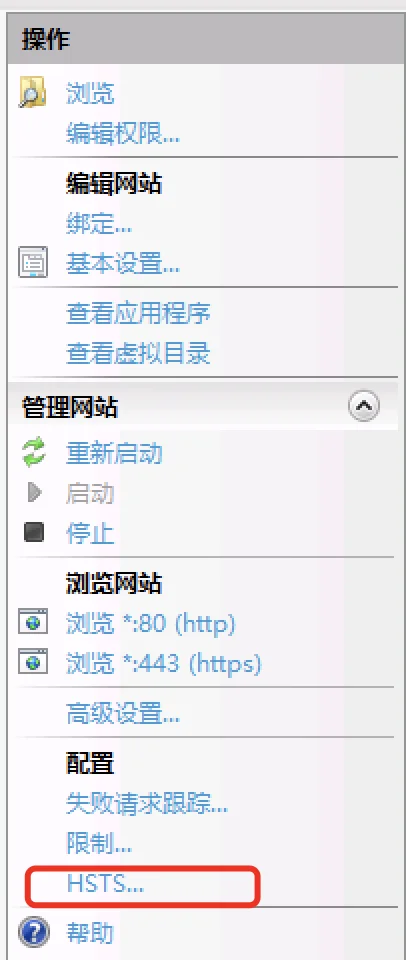 操作
浏览
编辑权限...
编辑网站
绑定...
基本设置...
查看应用程序
查看虚拟目录
管理网站
重新启动
启动
停止
浏览网站
浏览 *:80 (http)
浏览 *:443 (https)
高级设置...
配置
失败请求跟踪...
限制...
HSTS...
帮助